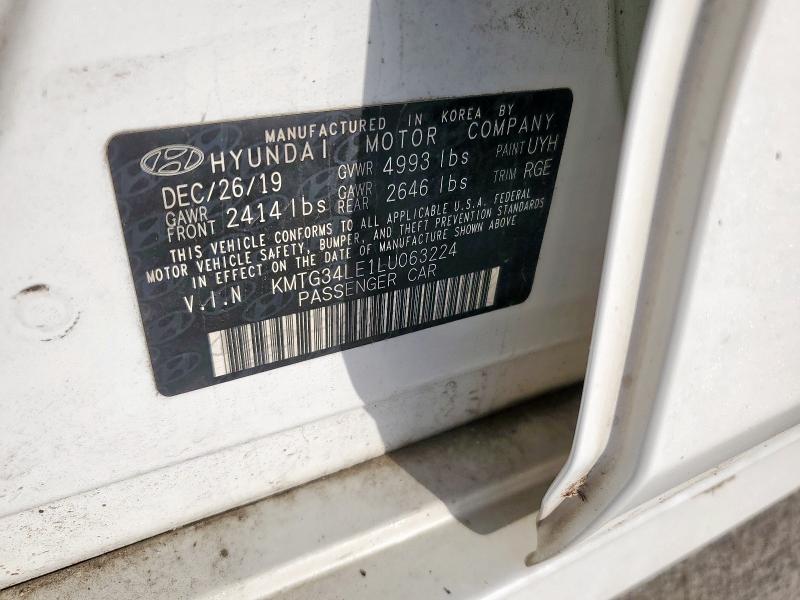 MANUFACTURED IN KOREA BY
HYUNDAI MOTOR COMPANY
DEC/26/19 GVWR 4993 lbs PAINT UYH
GAWR FRONT 2414 lbs GAWR REAR 2646 lbs TRIM RGE
THIS VEHICLE CONFORMS TO ALL APPLICABLE U.S.A. FEDERAL
MOTOR VEHICLE SAFETY, BUMPER, AND THEFT PREVENTION STANDARDS
IN EFFECT ON THE DATE OF MANUFACTURE SHOWN ABOVE
V.I.N KMTG34LE1LU063224
PASSENGER CAR